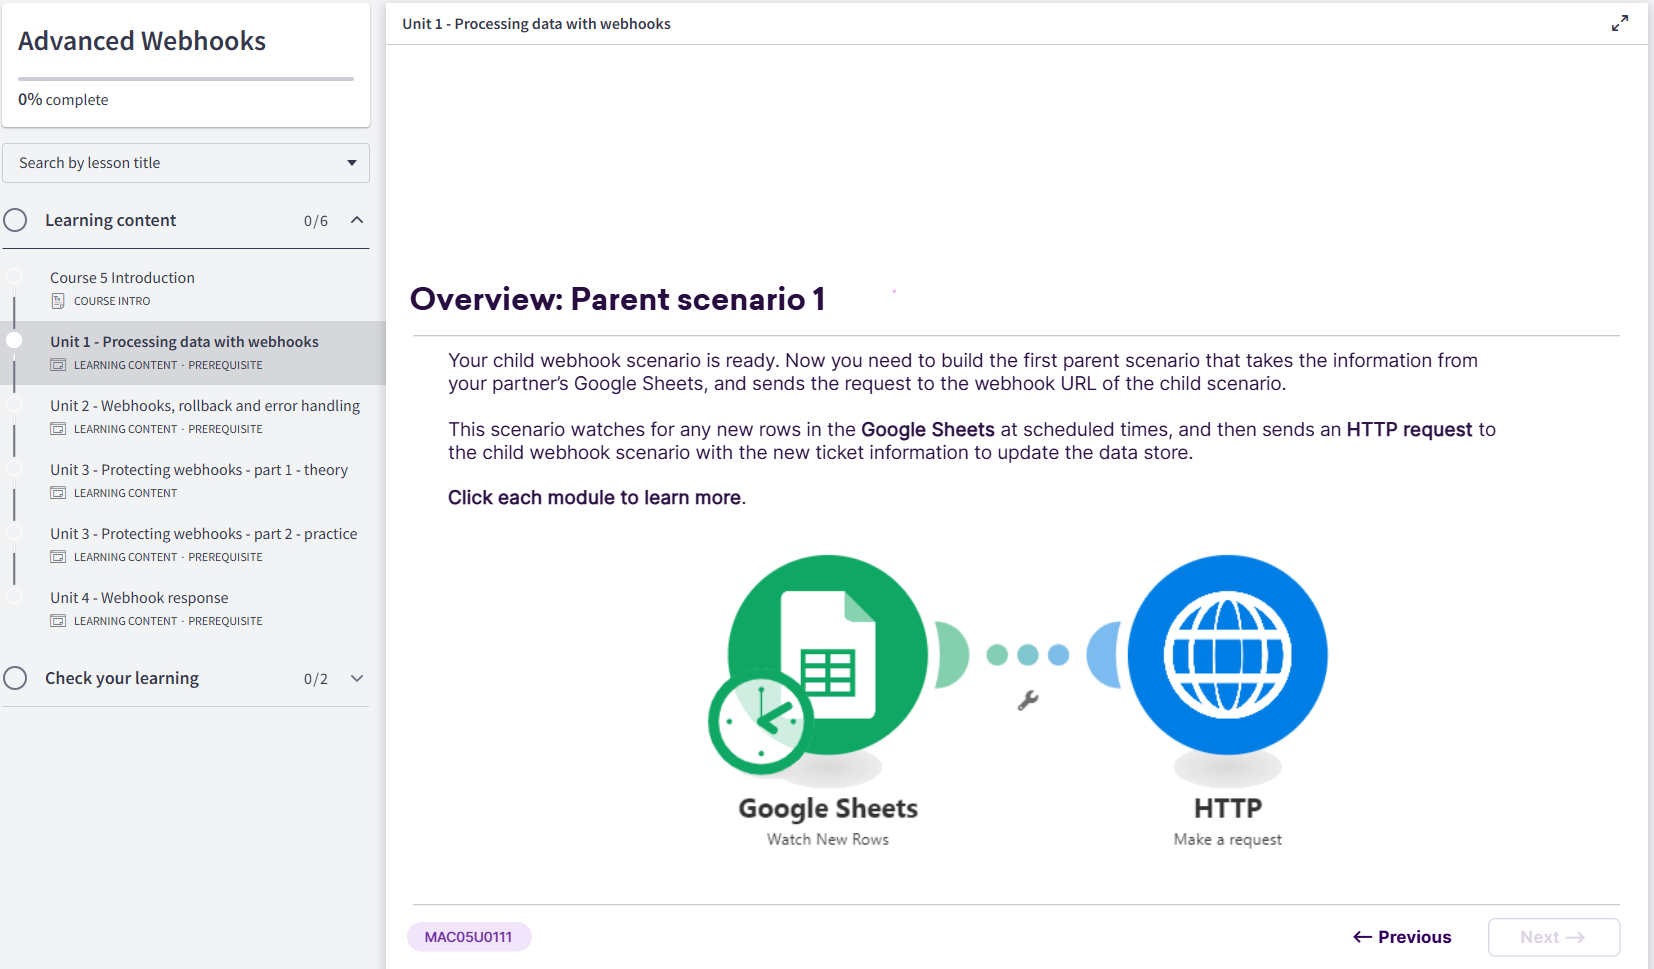 Advanced Webhooks
0% complete
Search by lesson title
Learning content 0/6
Course 5 Introduction
COURSE INTRO
Unit 1 - Processing data with webhooks
LEARNING CONTENT · PREREQUISITE
Unit 2 - Webhooks, rollback and error handling
LEARNING CONTENT · PREREQUISITE
Unit 3 - Protecting webhooks - part 1 - theory
LEARNING CONTENT
Unit 3 - Protecting webhooks - part 2 - practice
LEARNING CONTENT · PREREQUISITE
Unit 4 - Webhook response
LEARNING CONTENT · PREREQUISITE
Check your learning 0/2
Unit 1 - Processing data with webhooks
Overview: Parent scenario 1
Your child webhook scenario is ready. Now you need to build the first parent scenario that takes the information from
your partner’s Google Sheets, and sends the request to the webhook URL of the child scenario.
This scenario watches for any new rows in the Google Sheets at scheduled times, and then sends an HTTP request to
the child webhook scenario with the new ticket information to update the data store.
Click each module to learn more.
Google Sheets
Watch New Rows
HTTP
Make a request
MAC05U0111
← Previous
Next →